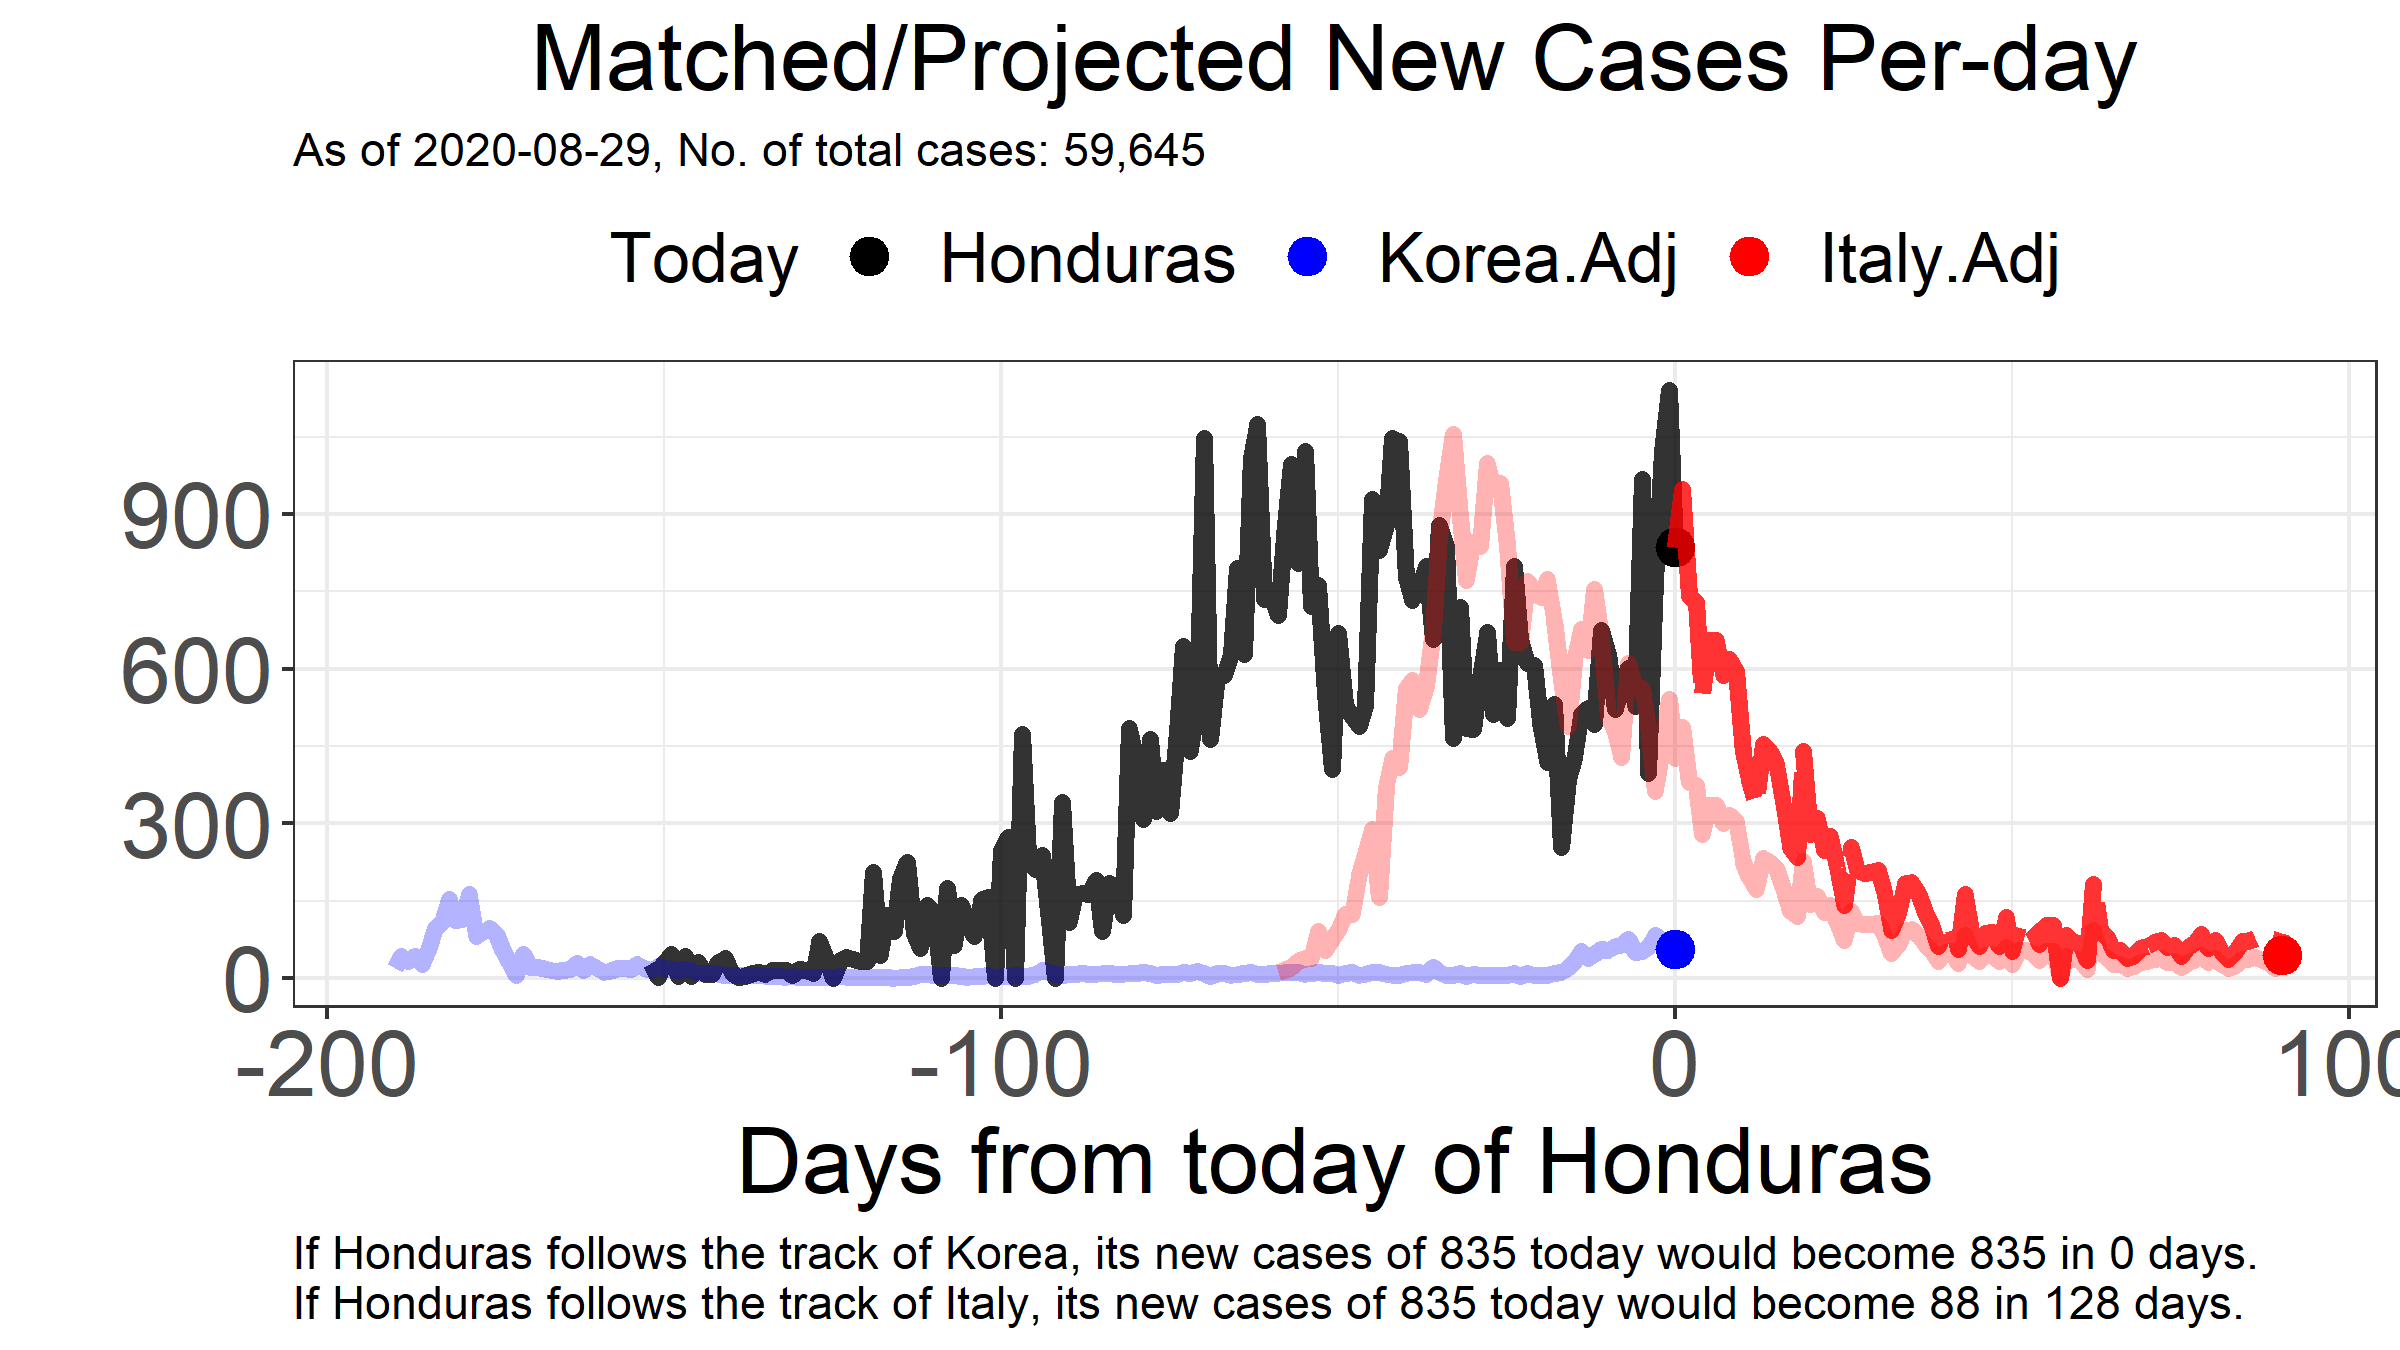 Matched/Projected New Cases Per-day
As of 2020-08-29, No. of total cases: 59,645
Today Honduras Korea.Adj Italy.Adj
900
600
300
0
-200 -100 0 100
Days from today of Honduras
If Honduras follows the track of Korea, its new cases of 835 today would become 835 in 0 days.
If Honduras follows the track of Italy, its new cases of 835 today would become 88 in 128 days.